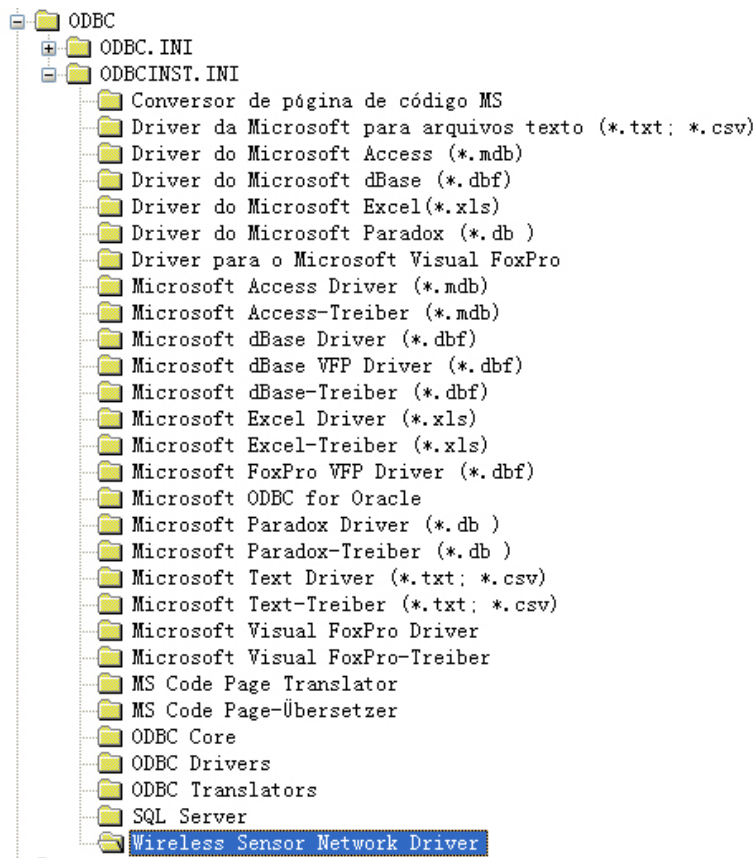 ODBC
ODBC.INI
ODBCINST.INI
Conversor de página de código MS
Driver da Microsoft para arquivos texto (*.txt; *.csv)
Driver do Microsoft Access (*.mdb)
Driver do Microsoft dBase (*.dbf)
Driver do Microsoft Excel(*.xls)
Driver do Microsoft Paradox (*.db )
Driver para o Microsoft Visual FoxPro
Microsoft Access Driver (*.mdb)
Microsoft Access-Treiber (*.mdb)
Microsoft dBase Driver (*.dbf)
Microsoft dBase VFP Driver (*.dbf)
Microsoft dBase-Treiber (*.dbf)
Microsoft Excel Driver (*.xls)
Microsoft Excel-Treiber (*.xls)
Microsoft FoxPro VFP Driver (*.dbf)
Microsoft ODBC for Oracle
Microsoft Paradox Driver (*.db )
Microsoft Paradox-Treiber (*.db )
Microsoft Text Driver (*.txt; *.csv)
Microsoft Text-Treiber (*.txt; *.csv)
Microsoft Visual FoxPro Driver
Microsoft Visual FoxPro-Treiber
MS Code Page Translator
MS Code Page-Übersetzer
ODBC Core
ODBC Drivers
ODBC Translators
SQL Server
Wireless Sensor Network Driver